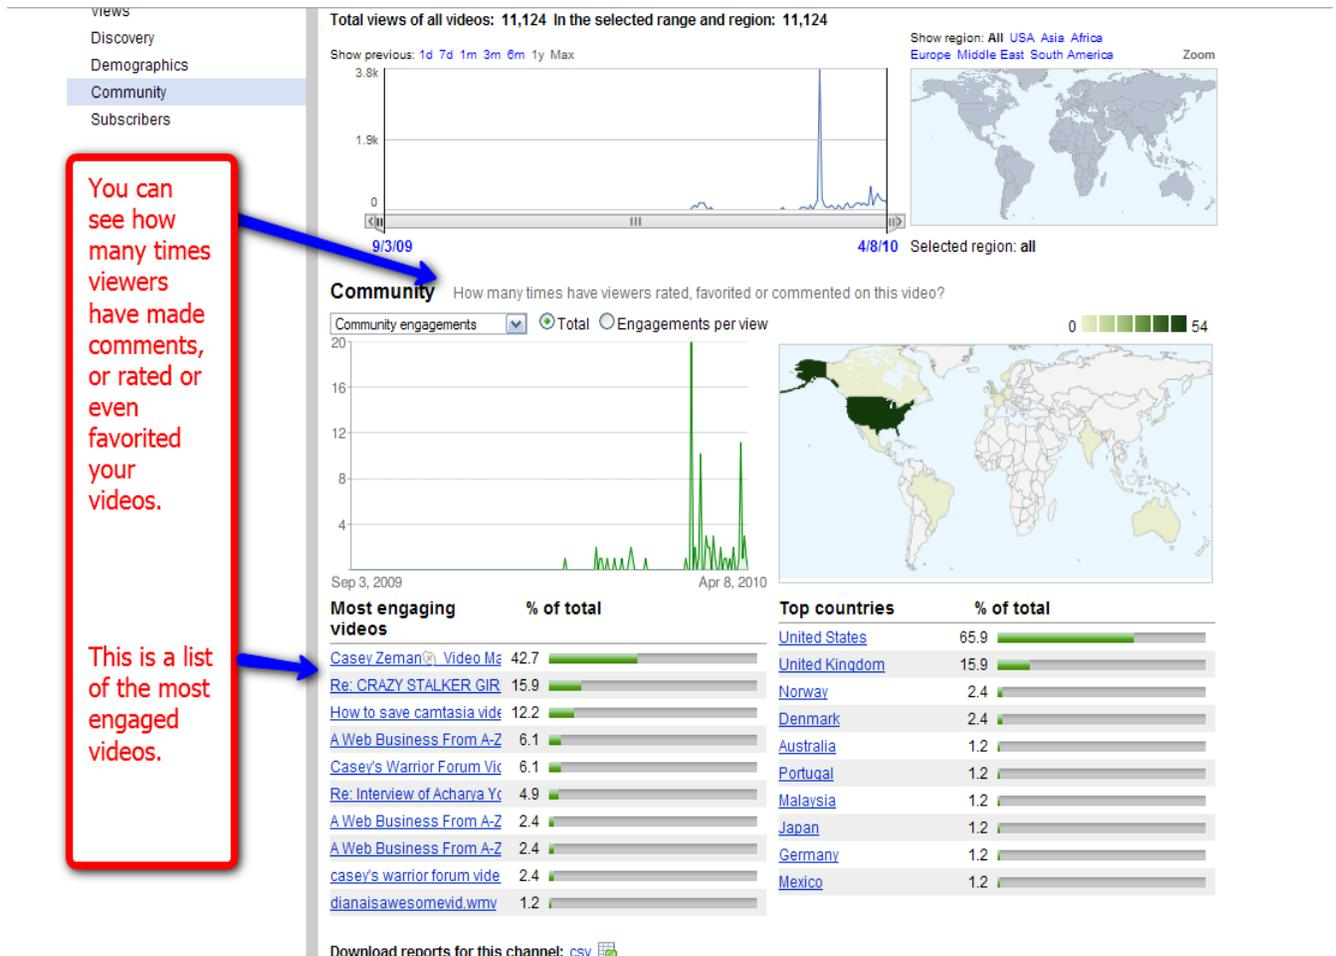 Views
Discovery
Demographics
Community
Subscribers
You can
see how
many times
viewers
have made
comments,
or rated or
even
favorited
your
videos.
This is a list
of the most
engaged
videos.
Total views of all videos: 11,124 In the selected range and region: 11,124
Show previous: 1d 7d 1m 3m 6m 1y Max
3.8k
1.9k
0
9/3/09 4/8/10
Show region: All USA Asia Africa
Europe Middle East South America Zoom
Selected region: all
Community How many times have viewers rated, favorited or commented on this video?
Community engagements Total Engagements per view
0 54
20
16
12
8
4
Sep 3, 2009 Apr 8, 2010
Most engaging
videos % of total
Casey Zeman Video Ma 42.7
Re: CRAZY STALKER GIR 15.9
How to save camtasia vide 12.2
A Web Business From A-Z 6.1
Casey's Warrior Forum Vic 6.1
Re: Interview of Acharya Yo 4.9
A Web Business From A-Z 2.4
A Web Business From A-Z 2.4
casey's warrior forum vide 2.4
dianaisawesomevid.wmv 1.2
Top countries % of total
United States 65.9
United Kingdom 15.9
Norway 2.4
Denmark 2.4
Australia 1.2
Portugal 1.2
Malaysia 1.2
Japan 1.2
Germany 1.2
Mexico 1.2
Download reports for this channel: csv